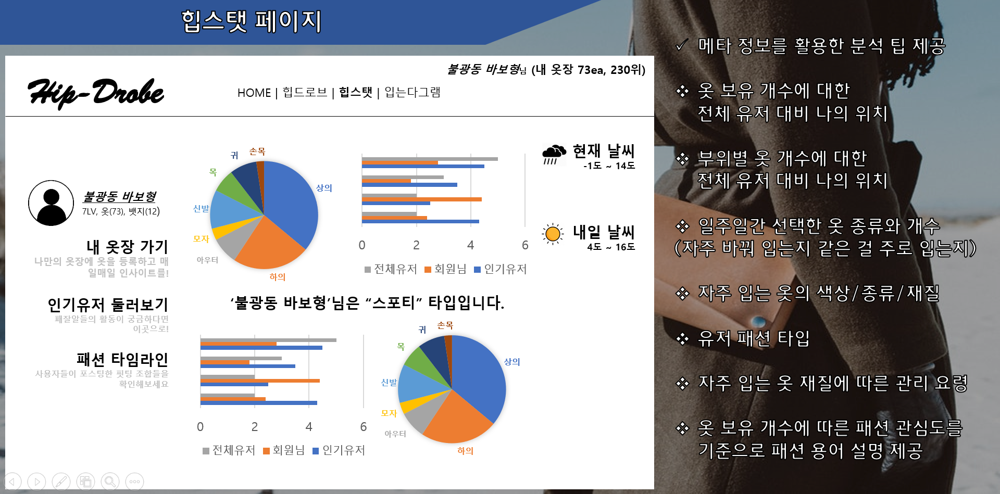 힙스탯 페이지
불광동 바보형님 (내 옷장 73ea, 230위)
Hip-Drobe
HOME | 힙드로브 | 힙스탯 | 입는다그램
불광동 바보형
7LV, 옷(73), 뱃지(12)
내 옷장 가기
나만의 옷장에 옷을 등록하고 매
일매일 인사이트를!
인기유저 둘러보기
패잘알들의 활동이 궁금하다면
이곳으로!
패션 타임라인
사용자들이 포스팅한 핏팅 조합들을
확인해보세요
손목
귀
목
상의
신발
모자
아우터
하의
0 2 4 6
전체유저 회원님 인기유저
현재 날씨
-1도 ~ 14도
내일 날씨
4도 ~ 16도
‘불광동 바보형’님은 “스포티” 타입입니다.
0 2 4 6
전체유저 회원님 인기유저
손목
귀
목
상의
신발
모자
아우터
하의
✓ 메타 정보를 활용한 분석 팁 제공
❖ 옷 보유 개수에 대한
전체 유저 대비 나의 위치
❖ 부위별 옷 개수에 대한
전체 유저 대비 나의 위치
❖ 일주일간 선택한 옷 종류와 개수
(자주 바꿔 입는지 같은 걸 주로 입는지)
❖ 자주 입는 옷의 색상/종류/재질
❖ 유저 패션 타입
❖ 자주 입는 옷 재질에 따른 관리 요령
❖ 옷 보유 개수에 따른 패션 관심도를
기준으로 패션 용어 설명 제공